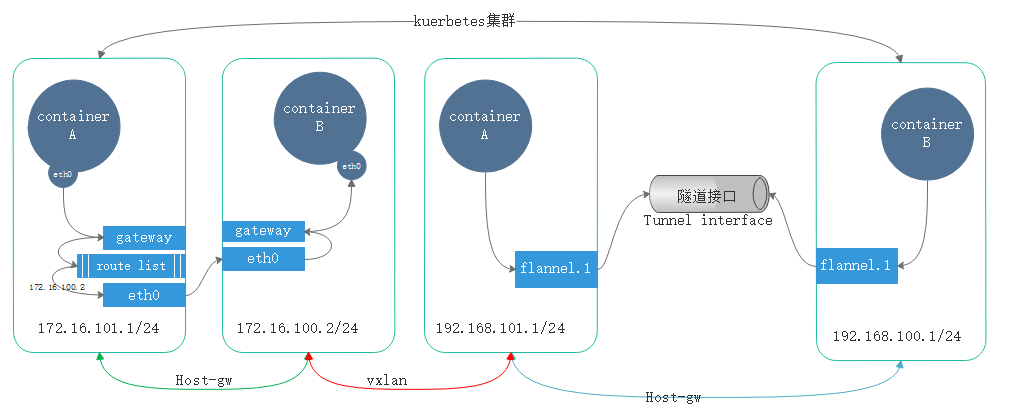 kuerbetes集群
container
A
eth0
gateway
route list
172.16.100.2
eth0
172.16.101.1/24
container
B
eth0
gateway
eth0
172.16.100.2/24
container
A
flannel.1
192.168.101.1/24
隧道接口
Tunnel interface
container
B
flannel.1
192.168.100.1/24
Host-gw
vxlan
Host-gw